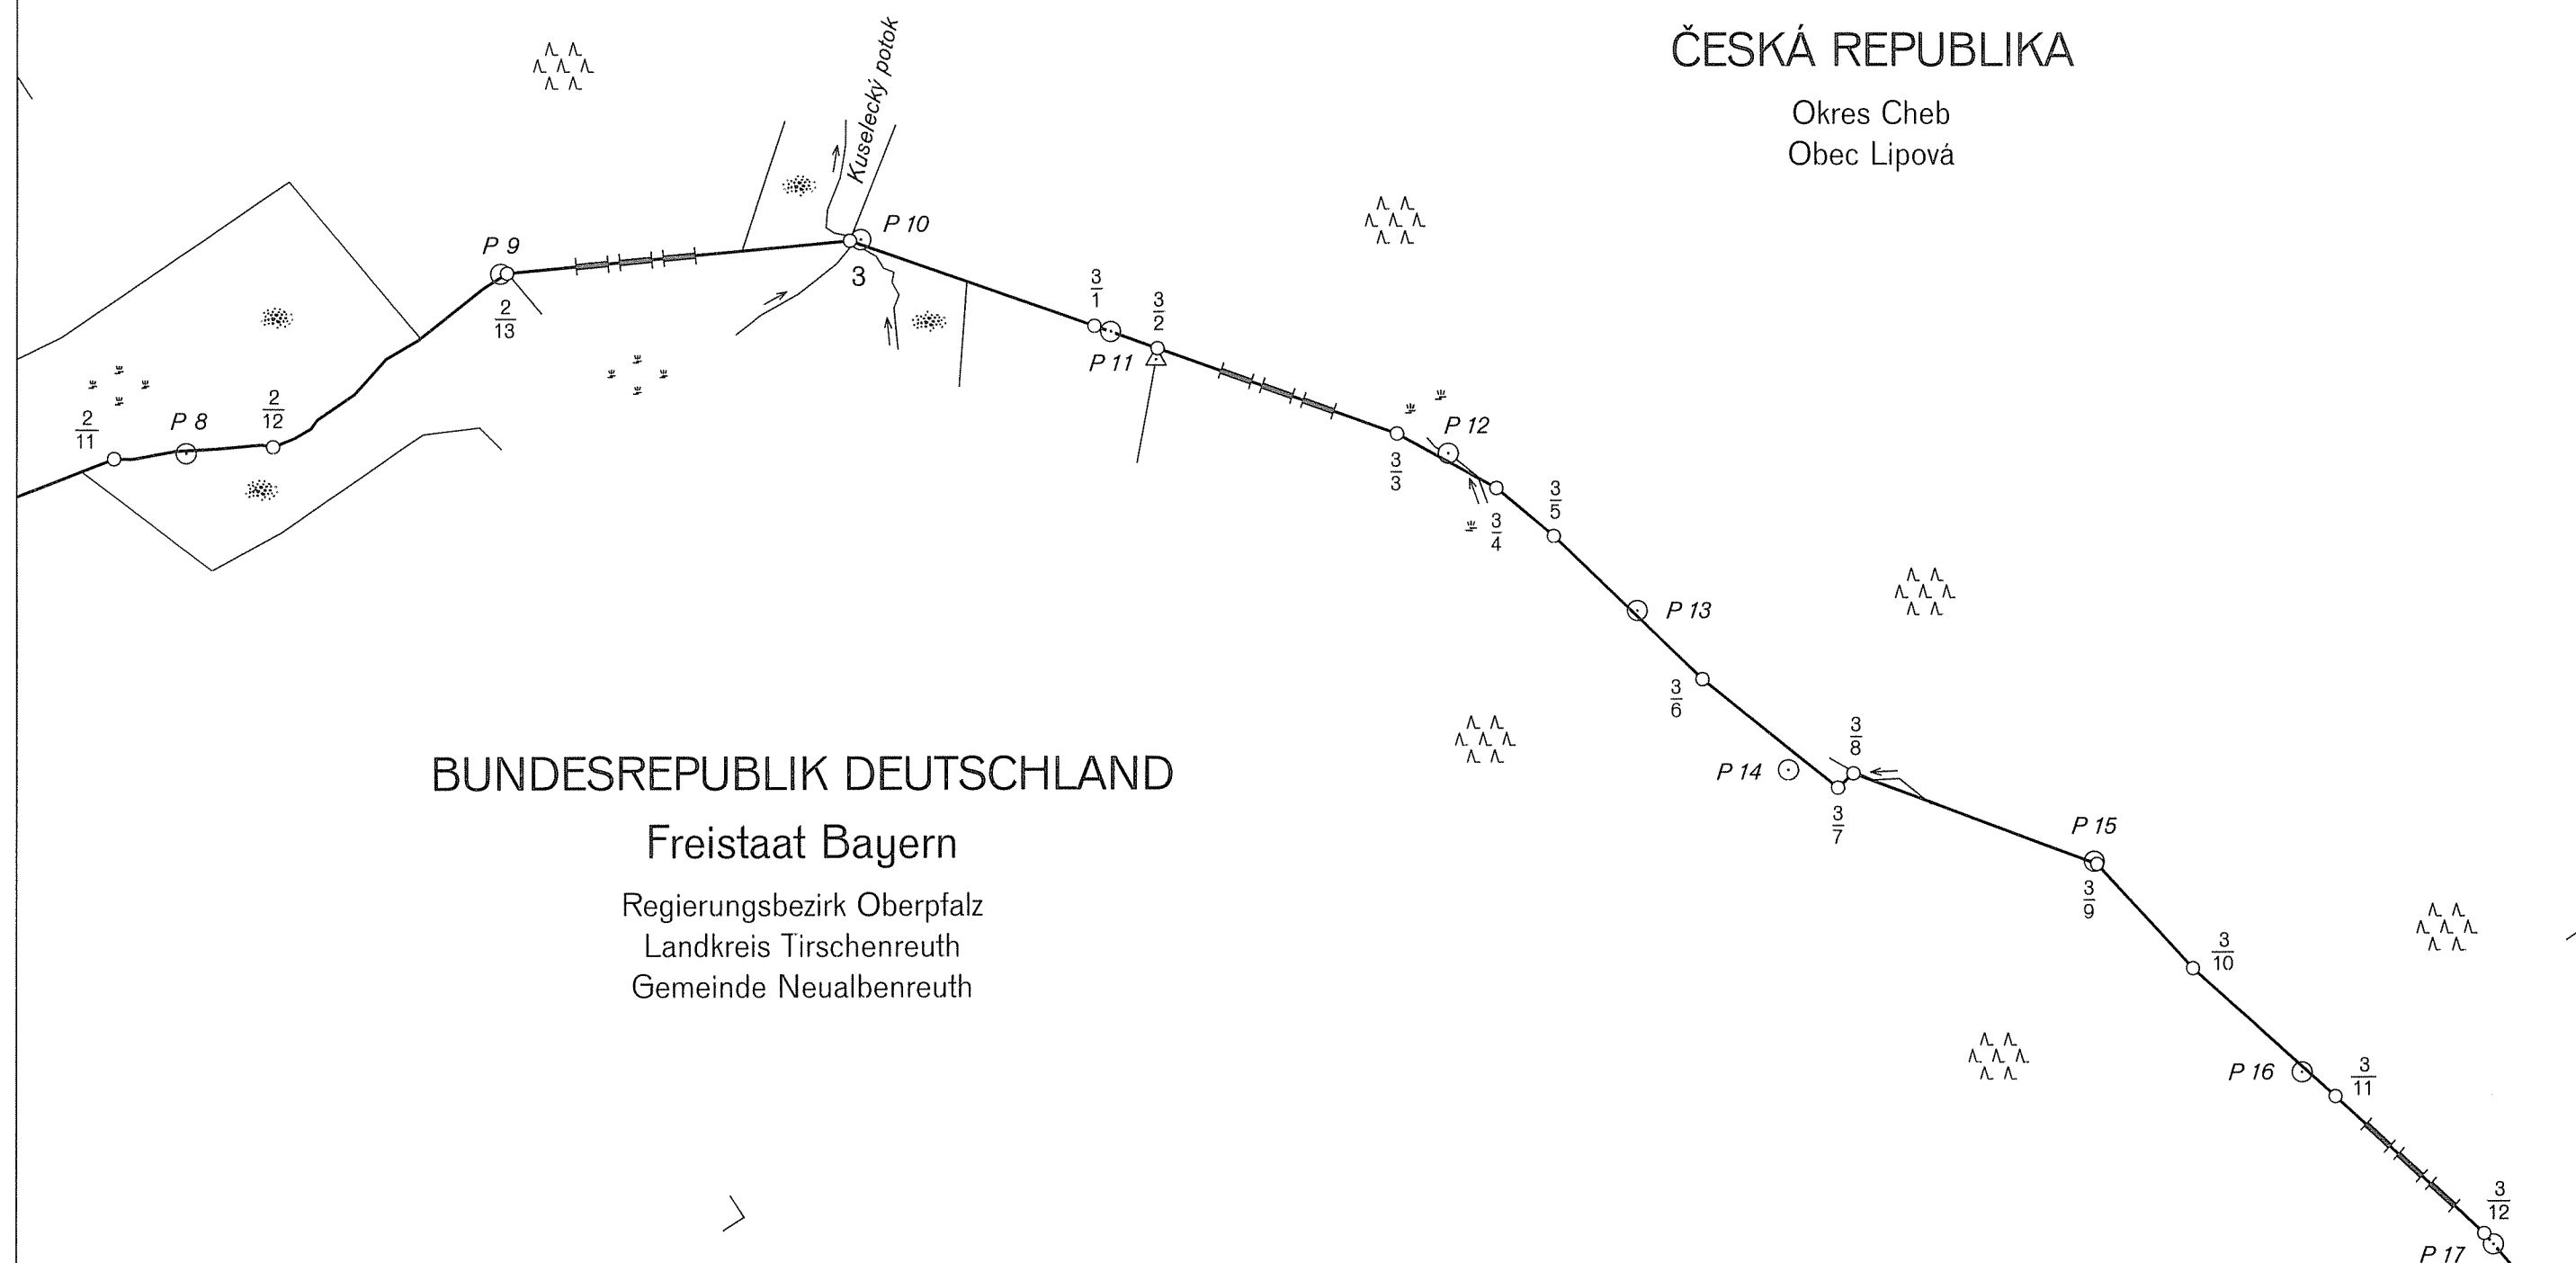 ČESKÁ REPUBLIKA
Okres Cheb
Obec Lipová
Kuselecký potok
P 9
2
13
P 10
3
3
1
P 11
3
2
2
11
P 8
2
12
3
3
P 12
3
4
3
5
P 13
3
6
P 14
3
7
3
8
P 15
3
9
3
10
P 16
3
11
3
12
P 17
BUNDESREPUBLIK DEUTSCHLAND
Freistaat Bayern
Regierungsbezirk Oberpfalz
Landkreis Tirschenreuth
Gemeinde Neualbenreuth